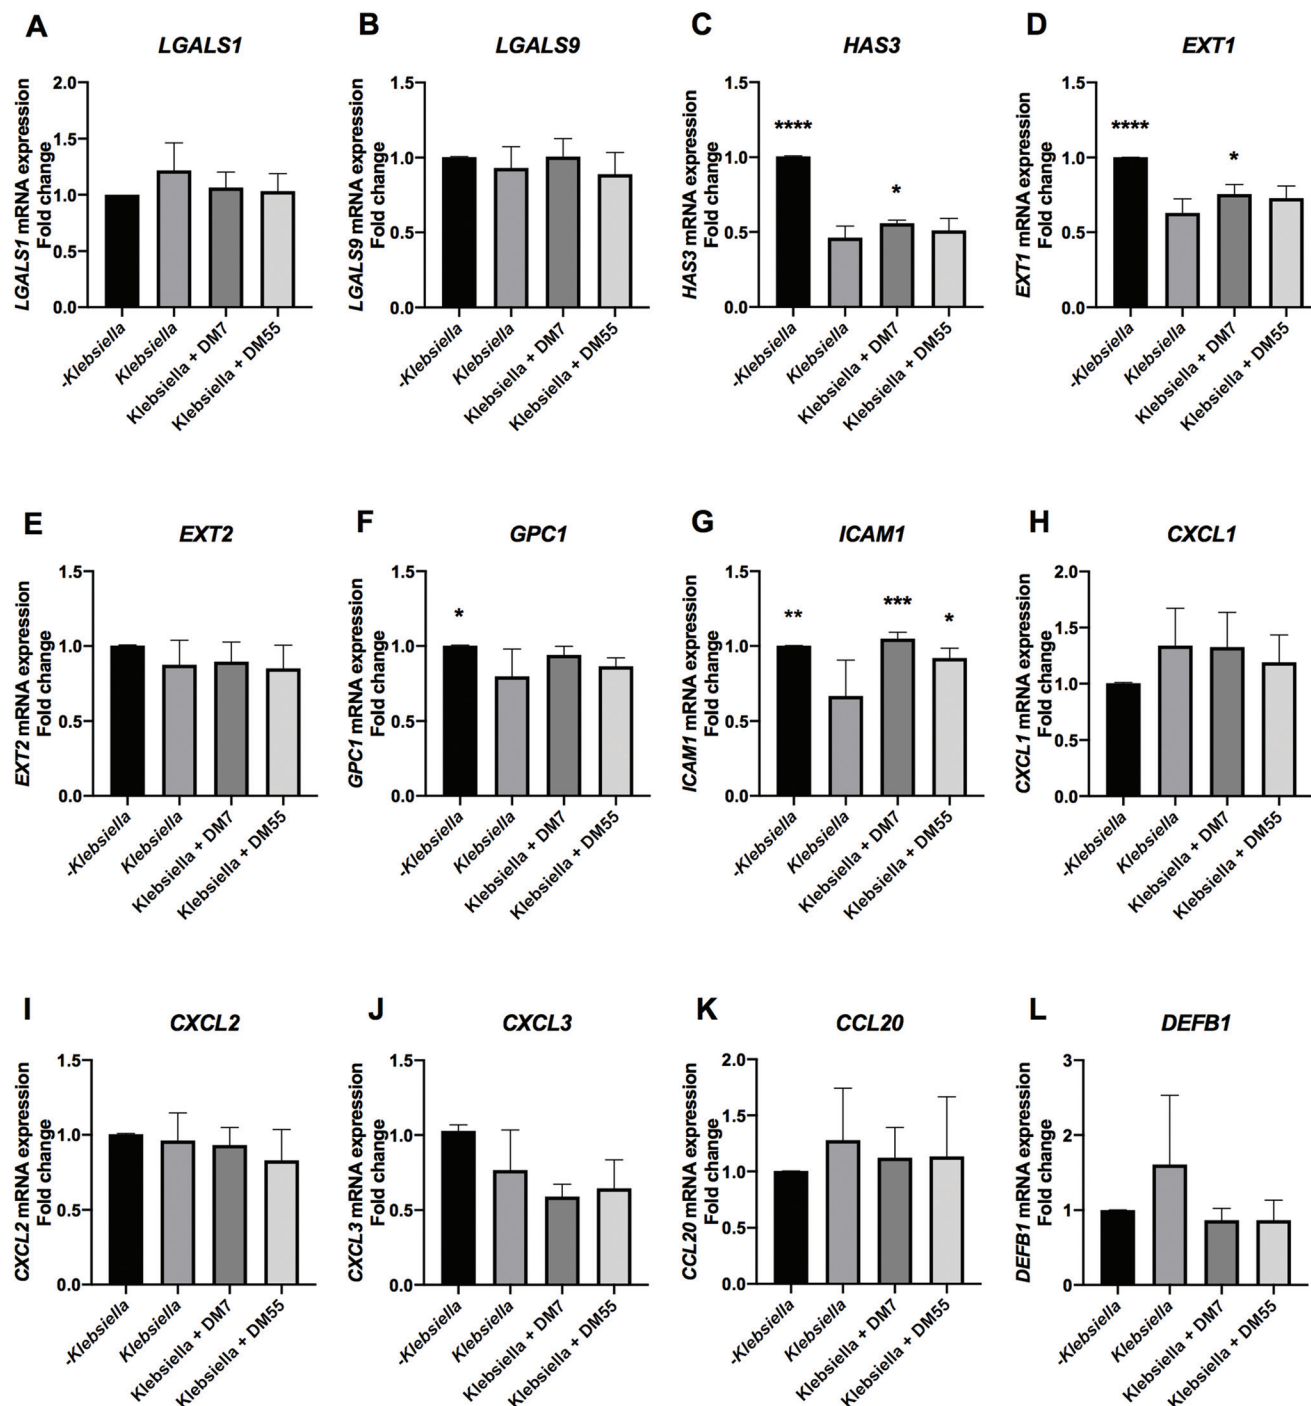 A
LGALS1
LGALS1 mRNA expression
Fold change
2.0
1.5
1.0
0.5
0.0
-Klebsiella
Klebsiella
Klebsiella + DM7
Klebsiella + DM55
B
LGALS9
LGALS9 mRNA expression
Fold change
1.5
1.0
0.5
0.0
-Klebsiella
Klebsiella
Klebsiella + DM7
Klebsiella + DM55
C
HAS3
HAS3 mRNA expression
Fold change
1.5
1.0
0.5
0.0
****
*
-Klebsiella
Klebsiella
Klebsiella + DM7
Klebsiella + DM55
D
EXT1
EXT1 mRNA expression
Fold change
1.5
1.0
0.5
0.0
****
*
-Klebsiella
Klebsiella
Klebsiella + DM7
Klebsiella + DM55
E
EXT2
EXT2 mRNA expression
Fold change
1.5
1.0
0.5
0.0
-Klebsiella
Klebsiella
Klebsiella + DM7
Klebsiella + DM55
F
GPC1
GPC1 mRNA expression
Fold change
1.5
1.0
0.5
0.0
*
-Klebsiella
Klebsiella
Klebsiella + DM7
Klebsiella + DM55
G
ICAM1
ICAM1 mRNA expression
Fold change
1.5
1.0
0.5
0.0
**
***
*
-Klebsiella
Klebsiella
Klebsiella + DM7
Klebsiella + DM55
H
CXCL1
CXCL1 mRNA expression
Fold change
2.0
1.5
1.0
0.5
0.0
-Klebsiella
Klebsiella
Klebsiella + DM7
Klebsiella + DM55
I
CXCL2
CXCL2 mRNA expression
Fold change
1.5
1.0
0.5
0.0
-Klebsiella
Klebsiella
Klebsiella + DM7
Klebsiella + DM55
J
CXCL3
CXCL3 mRNA expression
Fold change
1.5
1.0
0.5
0.0
-Klebsiella
Klebsiella
Klebsiella + DM7
Klebsiella + DM55
K
CCL20
CCL20 mRNA expression
Fold change
2.0
1.5
1.0
0.5
0.0
-Klebsiella
Klebsiella
Klebsiella + DM7
Klebsiella + DM55
L
DEFB1
DEFB1 mRNA expression
Fold change
3
2
1
0
-Klebsiella
Klebsiella
Klebsiella + DM7
Klebsiella + DM55